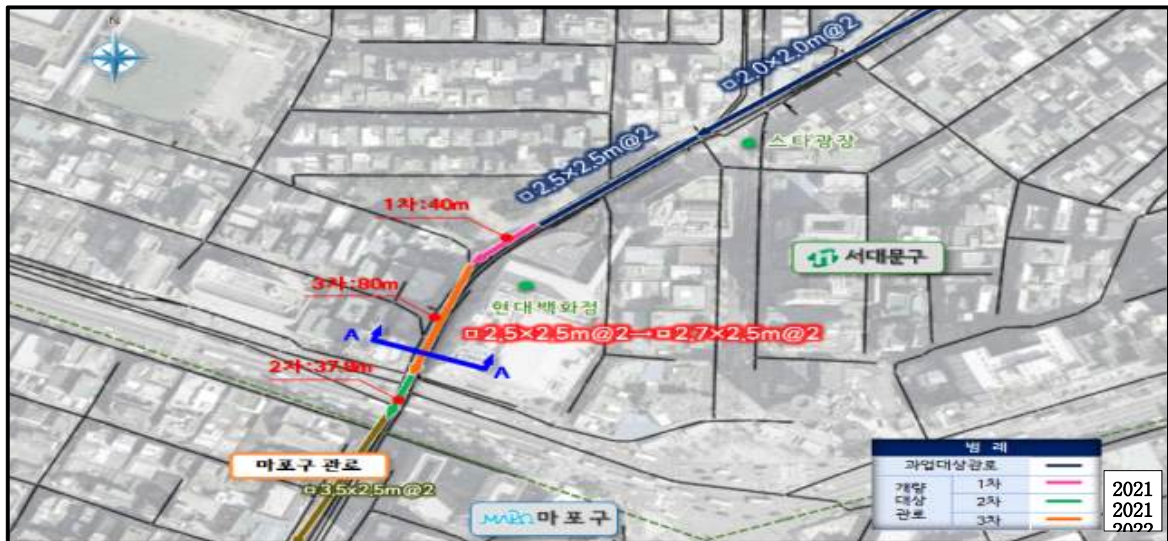 N
□2.0×2.0m@2
스타광장
□2.5×2.5m@2
1차:40m
서대문구
3차:80m
현대백화점
□2.5×2.5m@2→□2.7×2.5m@2
A
A
2차:37.9m
마포구 관로
□3.5×2.5m@2
MAPO 마포구
범 례
과업대상관로
개량
대상
관로
1차
2차
3차
2021
2021
2022